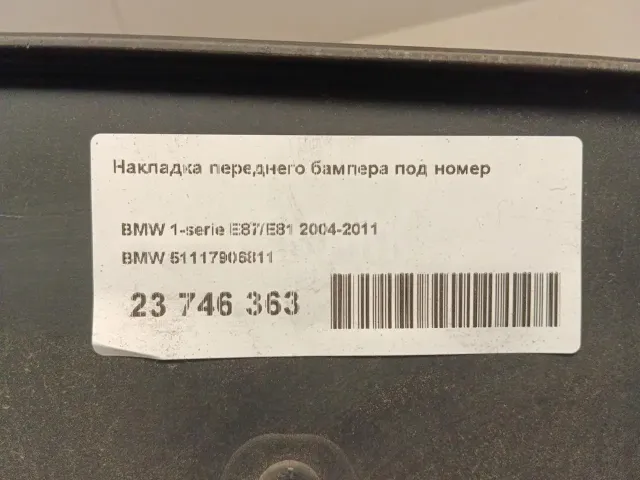 Накладка переднего бампера под номер
BMW 1-serie E87/E81 2004-2011
BMW 51117906811
23 746 363